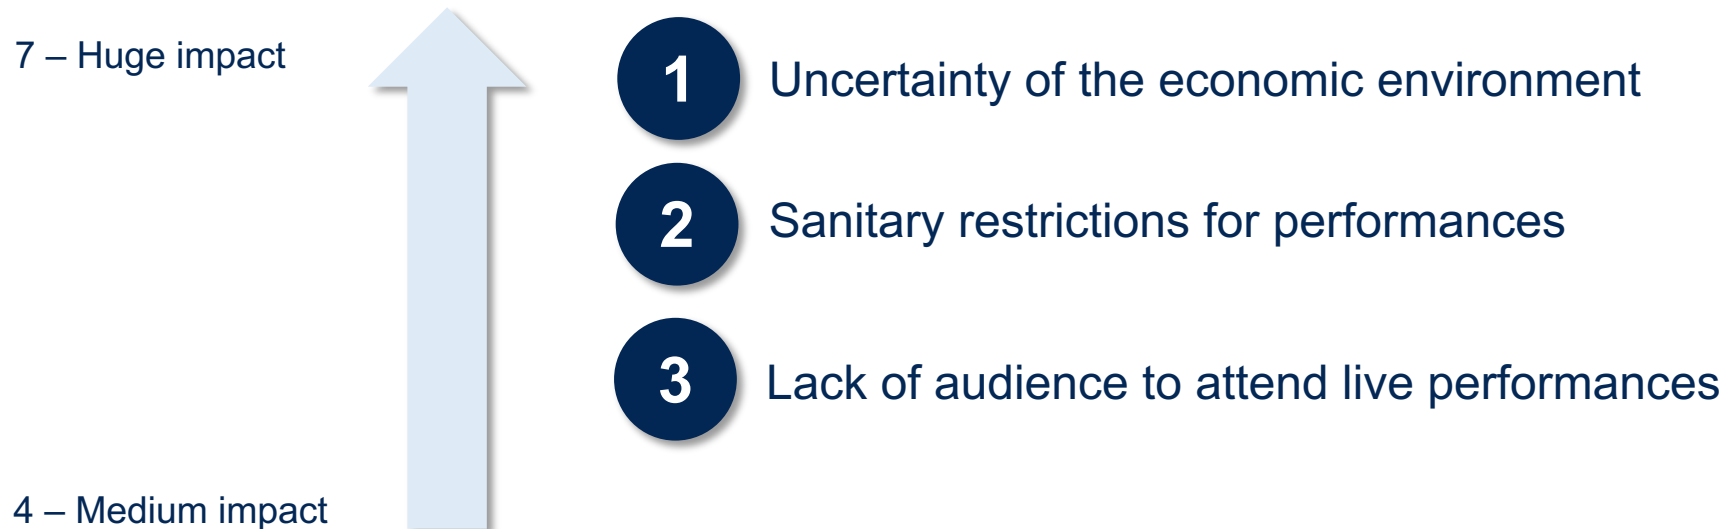 7 – Huge impact
1 Uncertainty of the economic environment
2 Sanitary restrictions for performances
3 Lack of audience to attend live performances
4 – Medium impact